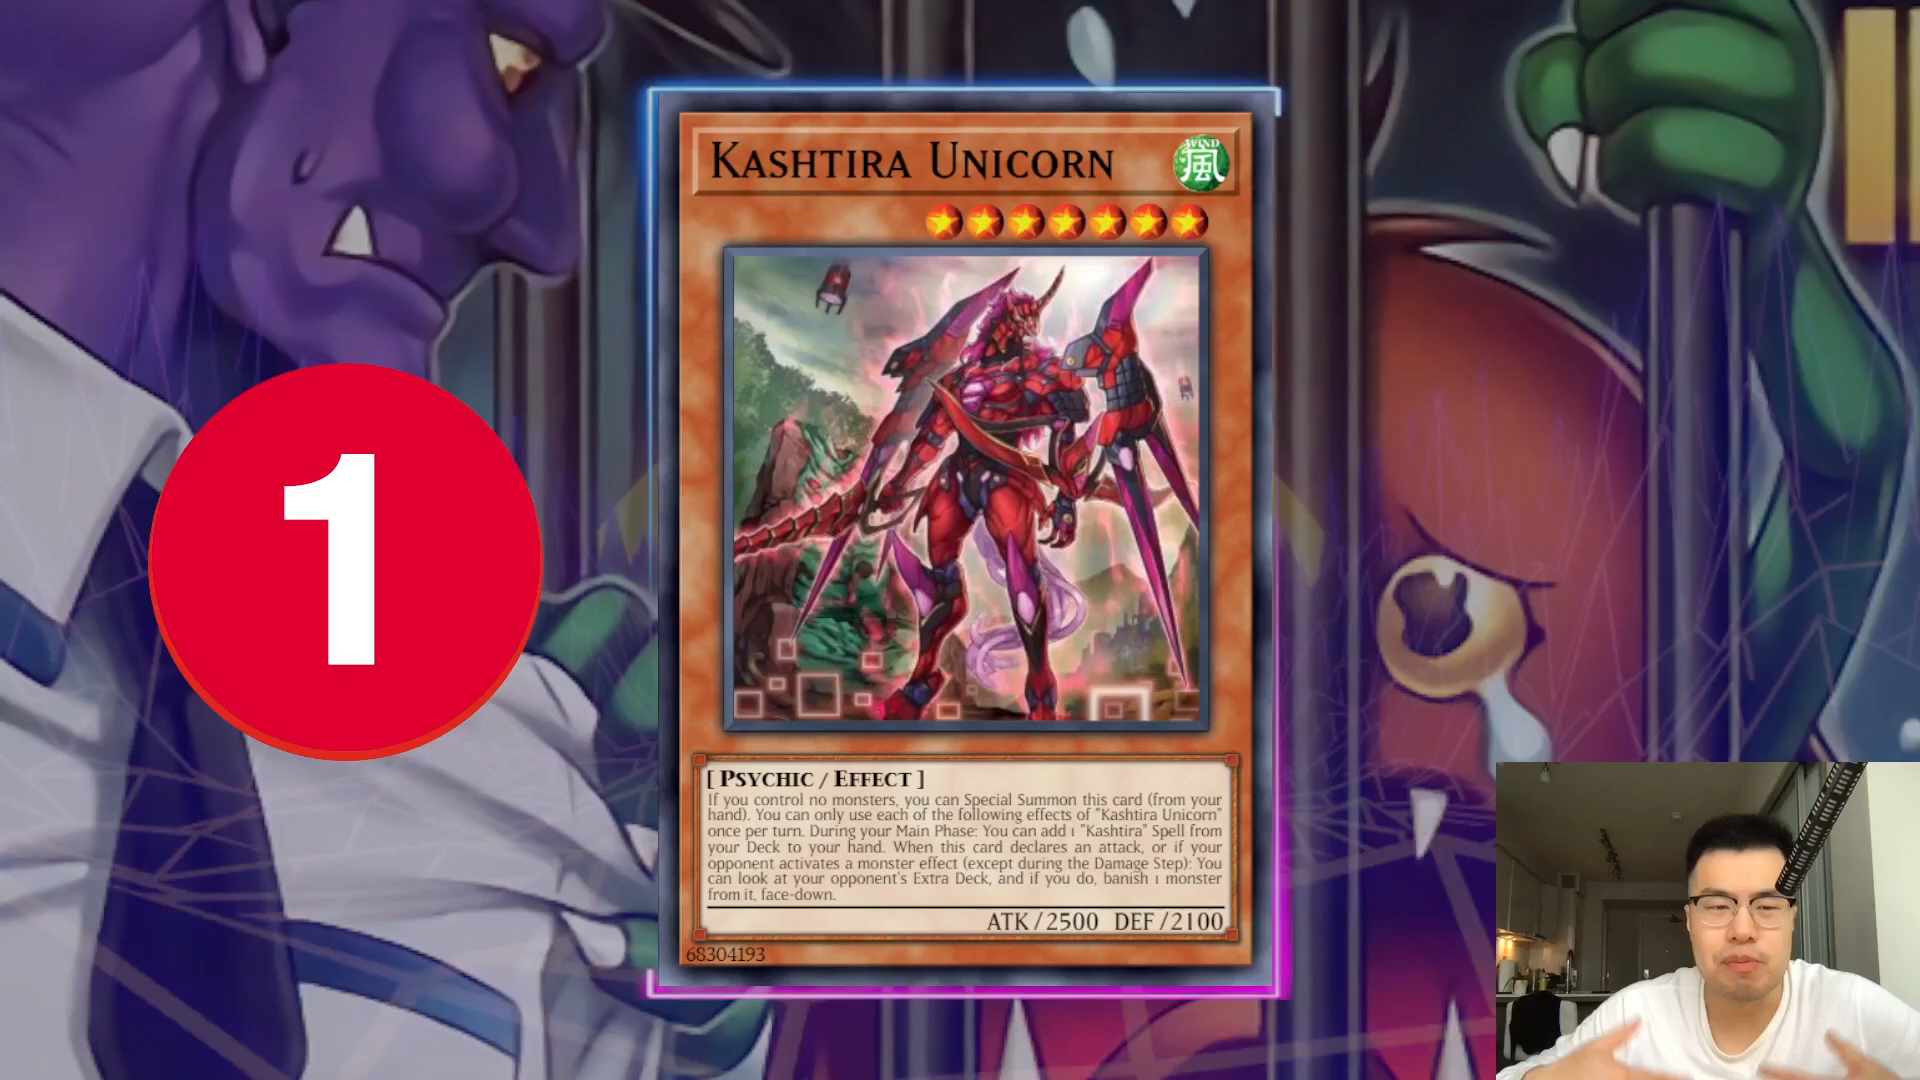 KASHTIRA UNICORN
WIND
風
1
[ PSYCHIC / EFFECT ]
If you control no monsters, you can Special Summon this card (from your
hand). You can only use each of the following effects of "Kashtira Unicorn"
once per turn. During your Main Phase: You can add 1 "Kashtira" Spell from
your Deck to your hand. When this card declares an attack, or if your
opponent activates a monster effect (except during the Damage Step): You
can look at your opponent's Extra Deck, and if you do, banish 1 monster
from it, face-down.
ATK / 2500 DEF / 2100
68304193